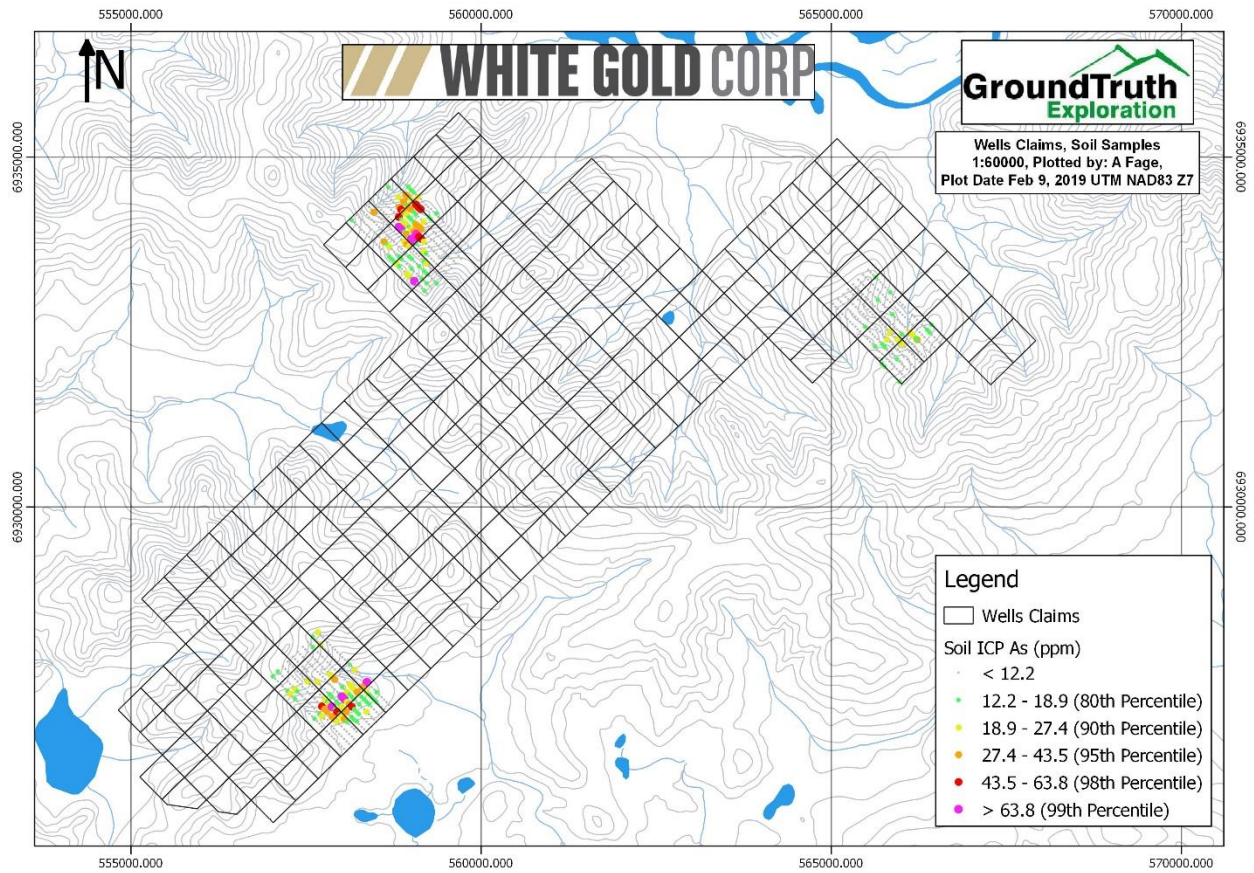 555000.000 560000.000 565000.000 570000.000
N
WHITE GOLD CORP
GroundTruth
Exploration
Wells Claims, Soil Samples
1:60000, Plotted by: A Fage,
Plot Date Feb 9, 2019 UTM NAD83 Z7
6935000.000 6935000.000
6930000.000 6930000.000
Legend
Wells Claims
Soil ICP As (ppm)
< 12.2
12.2 - 18.9 (80th Percentile)
18.9 - 27.4 (90th Percentile)
27.4 - 43.5 (95th Percentile)
43.5 - 63.8 (98th Percentile)
> 63.8 (99th Percentile)
555000.000 560000.000 565000.000 570000.000